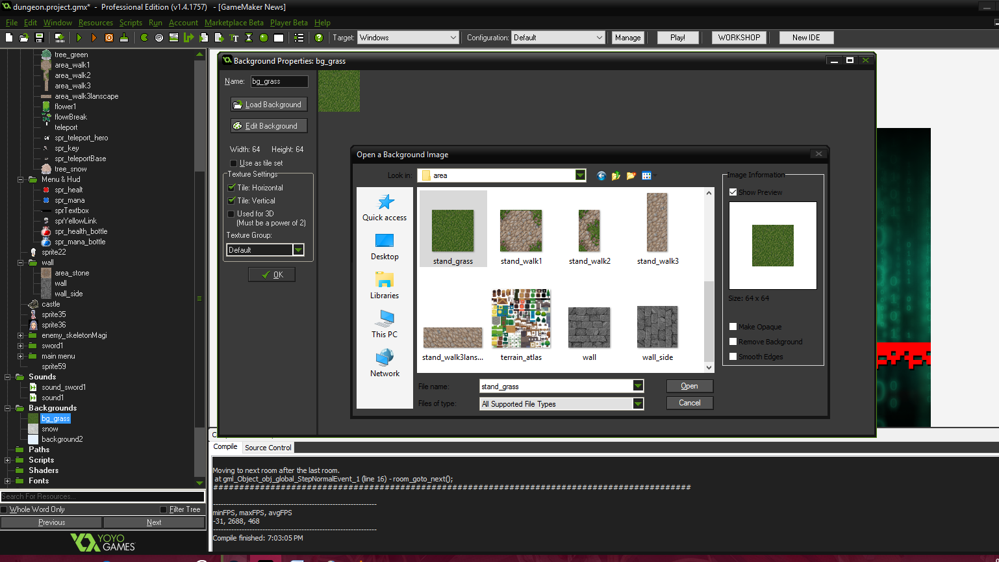 dungeon.project.gmx* - Professional Edition (v1.4.1757) - [GameMaker News]
File Edit Window Resources Scripts Run Account Marketplace Beta Player Beta Help
Target: Windows Configuration: Default Manage Play! WORKSHOP New IDE
tree_green
area_walk1
area_walk2
area_walk3
area_walk3lanscape
flower1
flowrBreak
teleport
spr_teleport_hero
spr_key
spr_teleportBase
tree_snow
Menu & Hud
spr_healt
spr_mana
sprTextbox
sprYellowLink
spr_health_bottle
spr_mana_bottle
sprite22
wall
area_stone
wall
wall_side
castle
sprite35
sprite36
enemy_skeletonMagi
sword1
main menu
sprite59
Sounds
sound_sword1
sound1
Backgrounds
bg_grass
snow
background2
Paths
Scripts
Shaders
Fonts
Search For Resources...
Whole Word Only Filter Tree
Previous Next
YOYO
GAMES
Background Properties: bg_grass
Name: bg_grass
Load Background
Edit Background
Width: 64 Height: 64
Use as tile set
Texture Settings
Tile: Horizontal
Tile: Vertical
Used for 3D
(Must be a power of 2)
Texture Group:
Default
OK
Open a Background Image
Look in: area
Quick access
Desktop
Libraries
This PC
Network
stand_grass stand_walk1 stand_walk2 stand_walk3
stand_walk3lans... terrain_atlas wall wall_side
File name: stand_grass Open
Files of type: All Supported File Types Cancel
Image Information
Show Preview
Size: 64 x 64
Make Opaque
Remove Background
Smooth Edges
Compile Source Control
Moving to next room after the last room.
at gml_Object_obj_global_StepNormalEvent_1 (line 16) - room_goto_next();
############################################################################################
minFPS, maxFPS, avgFPS
-31, 2688, 468
Compile finished: 7:03:05 PM